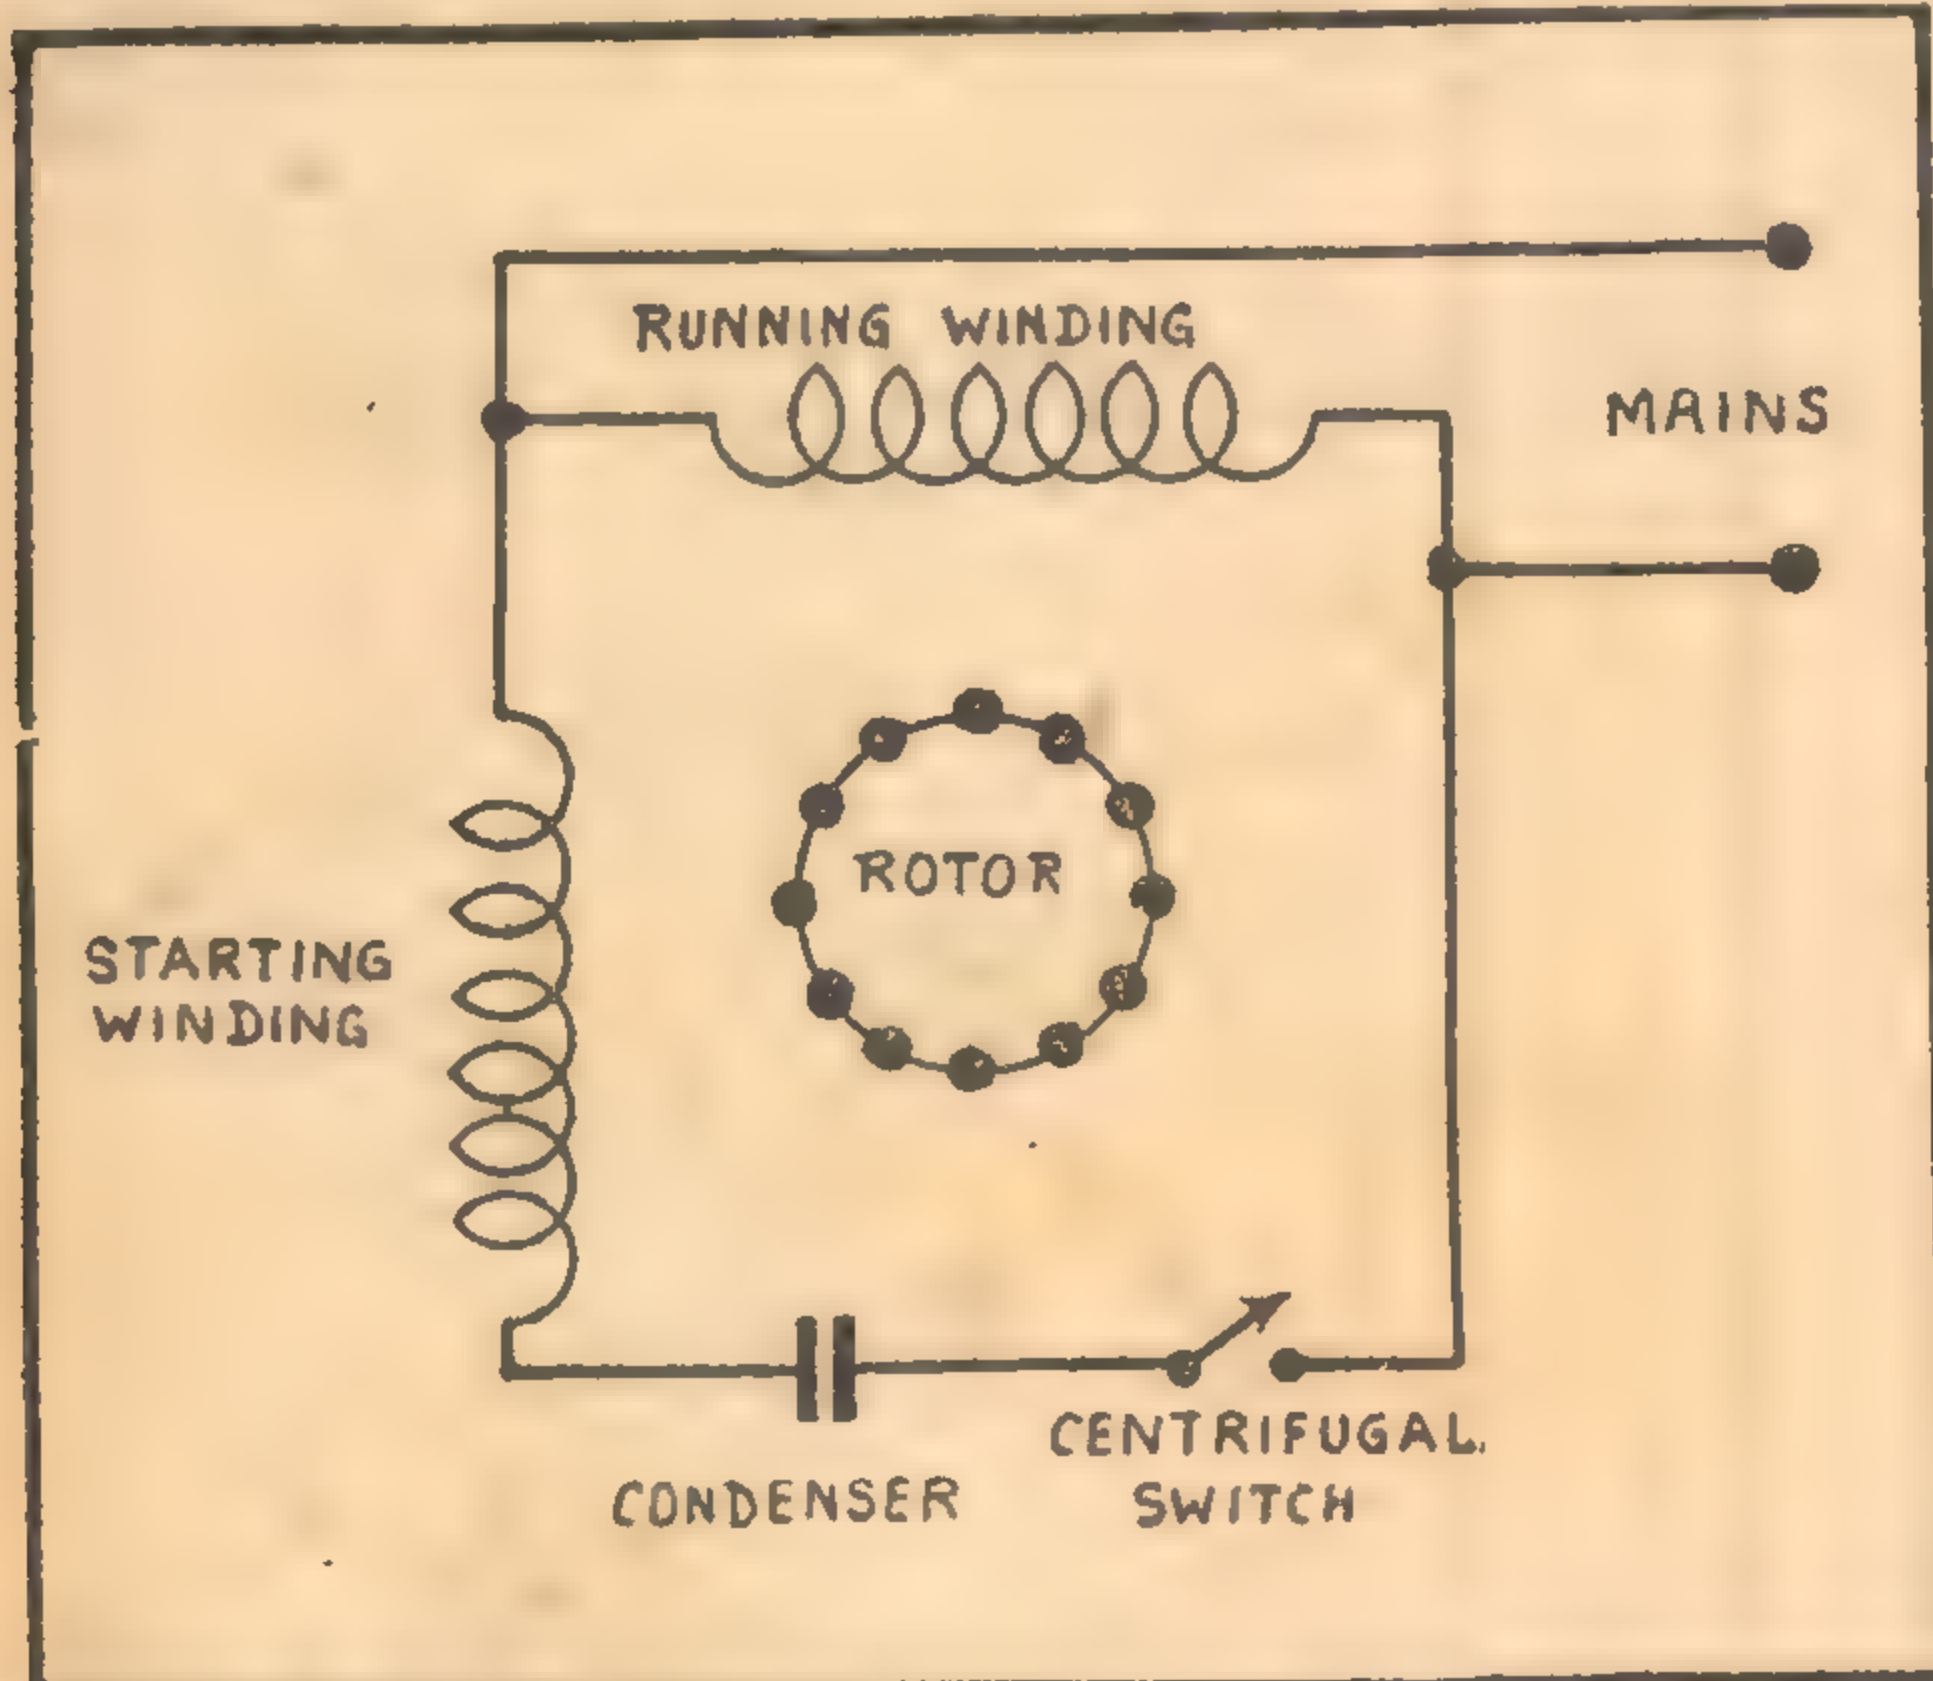 RUNNING WINDING
MAINS
ROTOR
STARTING
WINDING
CENTRIFUGAL.
SWITCH
CONDENSER